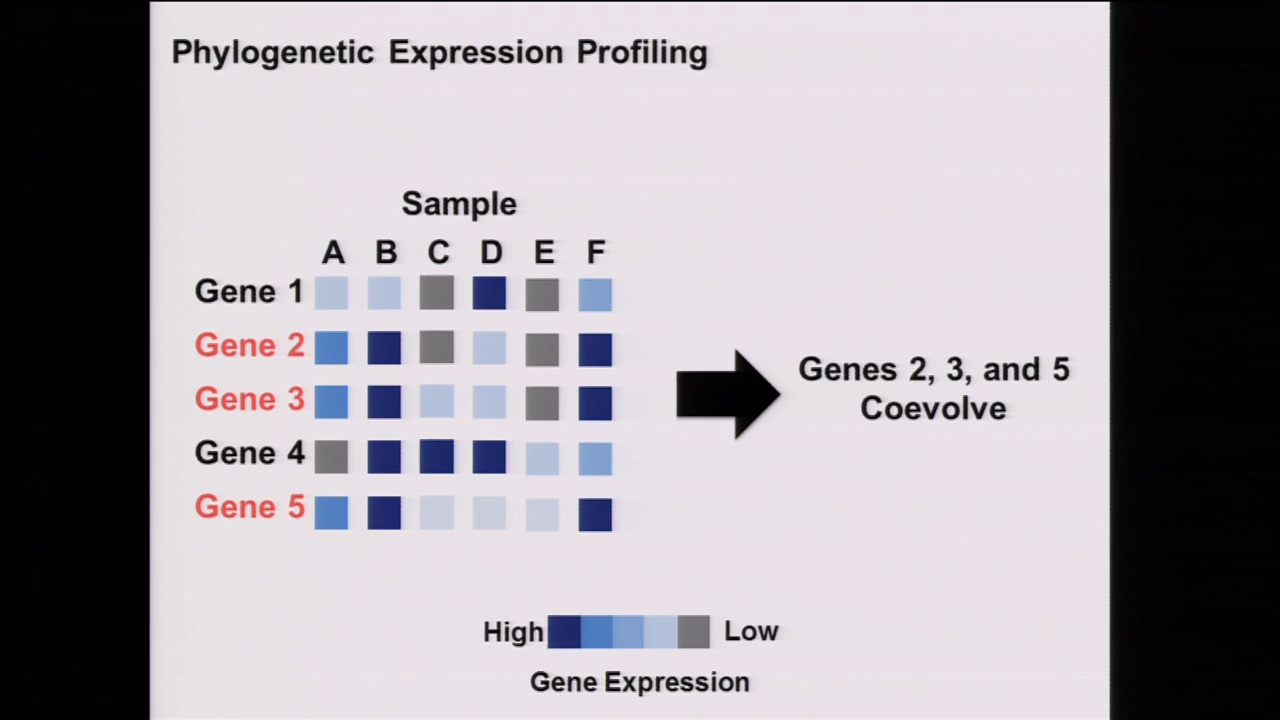 Phylogenetic Expression Profiling
Sample
A B C D E F
Gene 1
Gene 2
Gene 3
Gene 4
Gene 5
Genes 2, 3, and 5
Coevolve
High
Low
Gene Expression